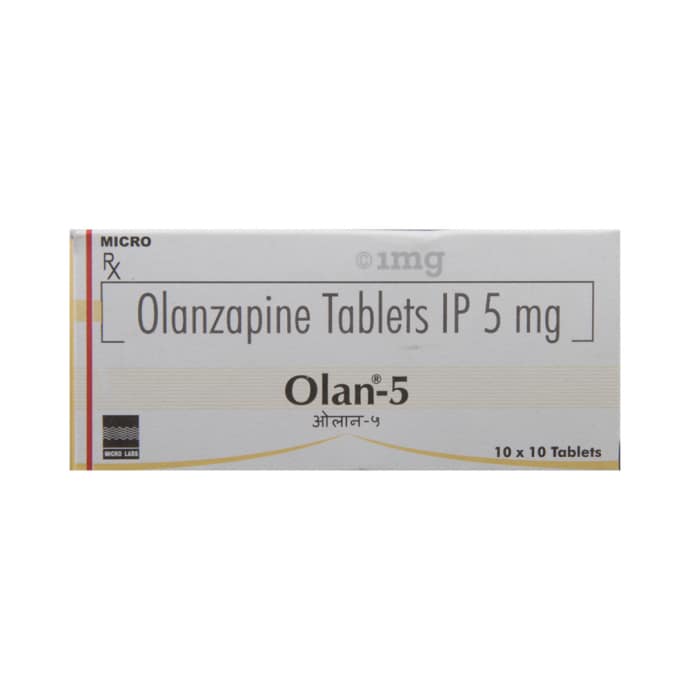 MICRO
Rx
©1mg
Olanzapine Tablets IP 5 mg
Olan®-5
ओलान-५
MICRO LABS
10 x 10 Tablets